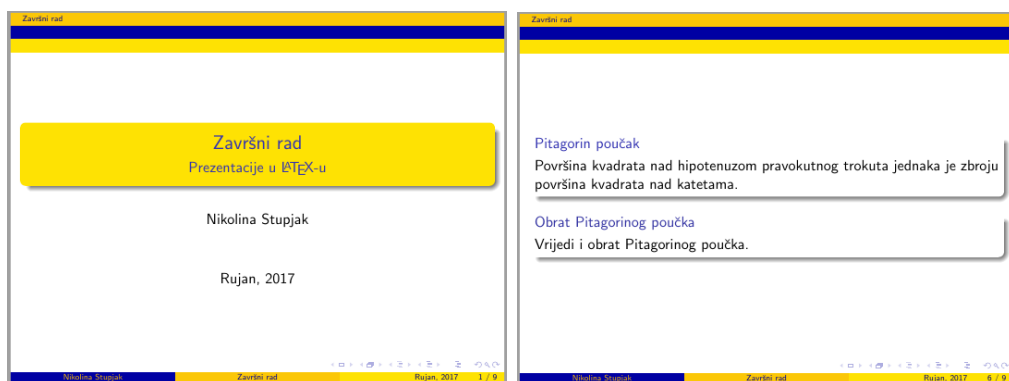 Završni rad
Završni rad
Prezentacije u LATEX-u
Nikolina Stupjak
Rujan, 2017
Nikolina Stupjak Završni rad Rujan, 2017 1 / 9
Završni rad
Pitagorin poučak
Površina kvadrata nad hipotenuzom pravokutnog trokuta jednaka je zbroju
površina kvadrata nad katetama.
Obrat Pitagorinog poučka
Vrijedi i obrat Pitagorinog poučka.
Nikolina Stupjak Završni rad Rujan, 2017 6 / 9